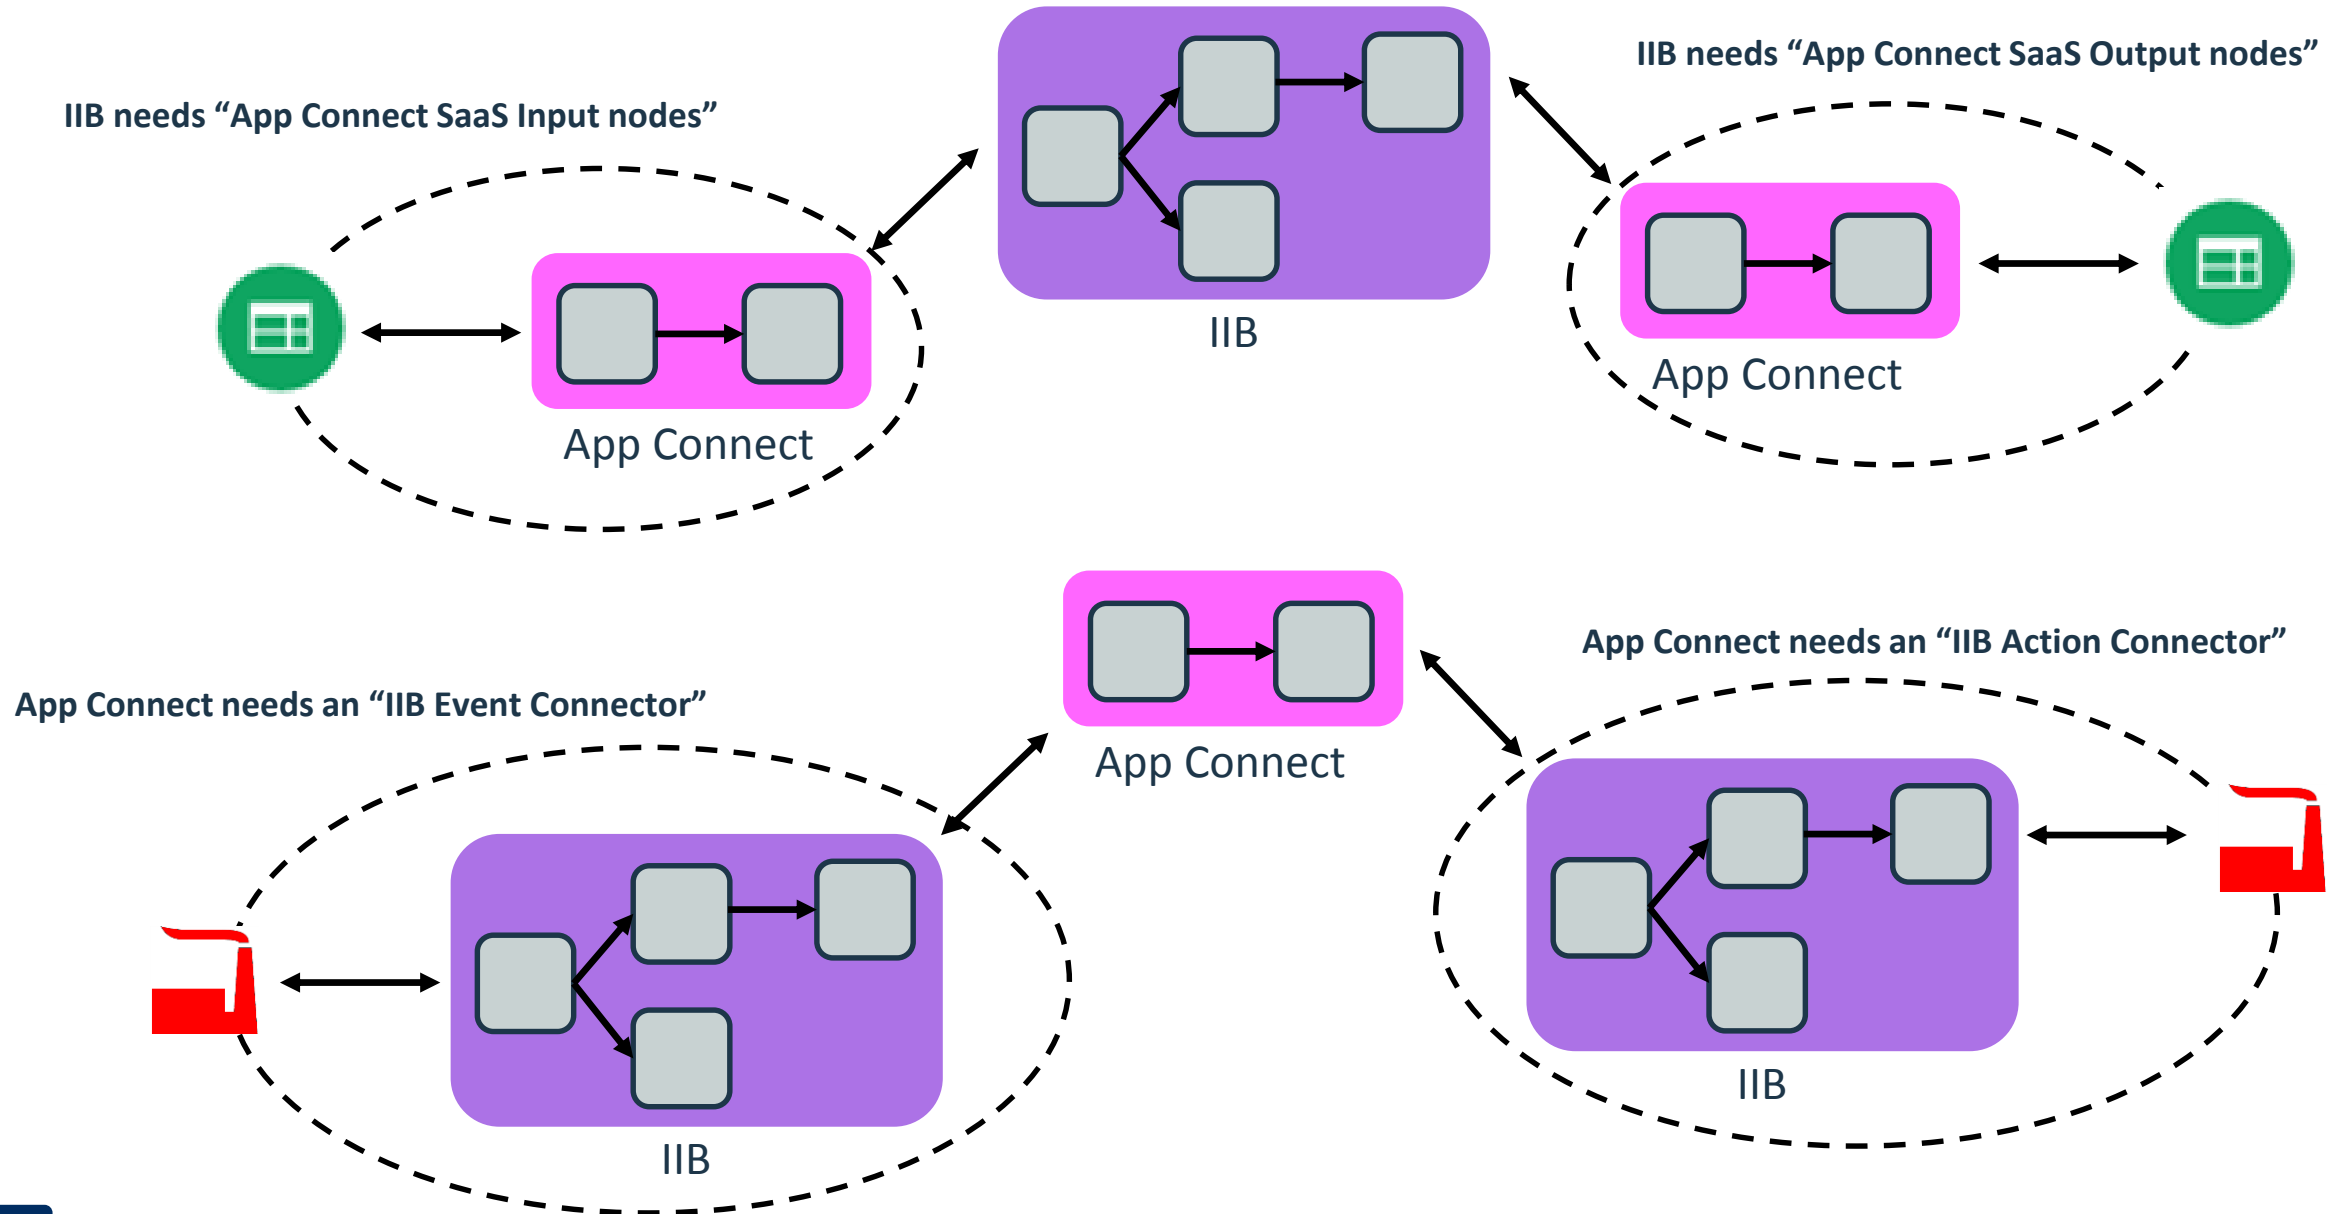 IIB needs “App Connect SaaS Output nodes”
IIB needs “App Connect SaaS Input nodes”
IIB
App Connect
App Connect
App Connect needs an “IIB Action Connector”
App Connect needs an “IIB Event Connector”
App Connect
IIB
IIB